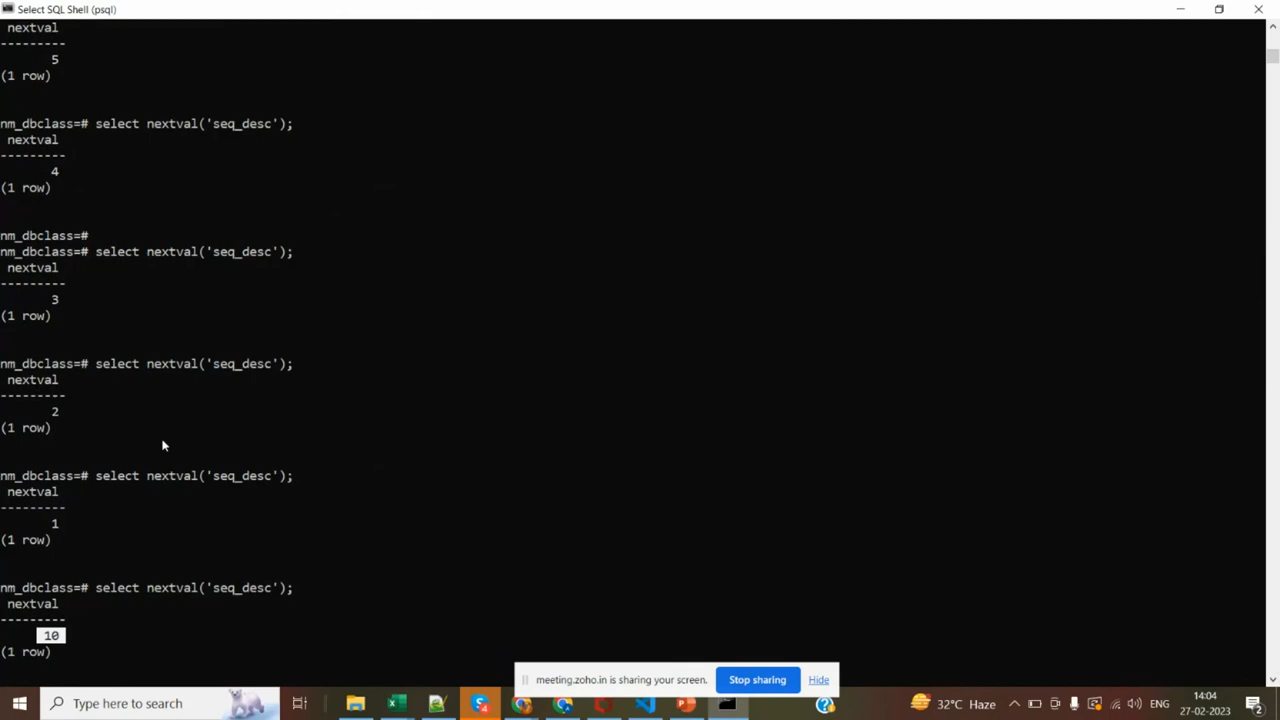 Select SQL Shell (psql)
nextval
---------
5
(1 row)
nm_dbclass=# select nextval('seq_desc');
nextval
---------
4
(1 row)
nm_dbclass=#
nm_dbclass=# select nextval('seq_desc');
nextval
---------
3
(1 row)
nm_dbclass=# select nextval('seq_desc');
nextval
---------
2
(1 row)
nm_dbclass=# select nextval('seq_desc');
nextval
---------
1
(1 row)
nm_dbclass=# select nextval('seq_desc');
nextval
---------
10
(1 row)
meeting.zoho.in is sharing your screen. Stop sharing Hide
Type here to search 32°C Haze ENG 14:04
27-02-2023 2